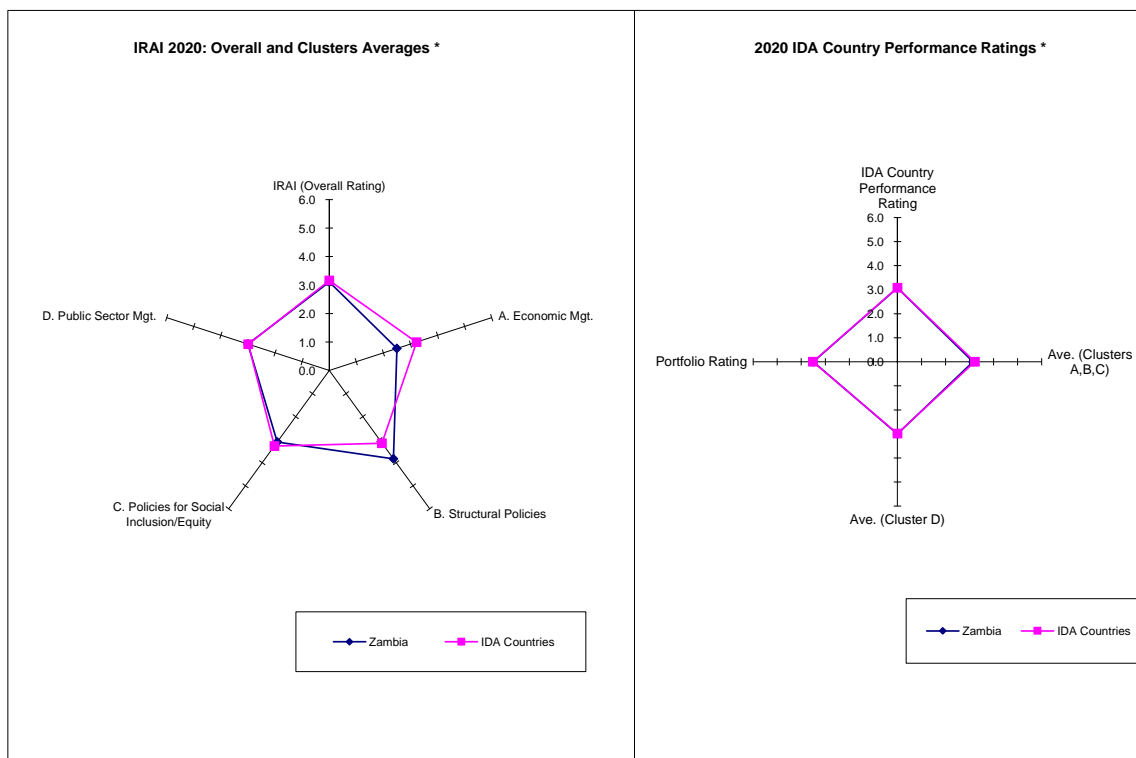 IRAI 2020: Overall and Clusters Averages *
IRAI (Overall Rating)
6.0
5.0
4.0
3.0
2.0
1.0
0.0
D. Public Sector Mgt.
A. Economic Mgt.
C. Policies for Social
Inclusion/Equity
B. Structural Policies
Zambia
IDA Countries
2020 IDA Country Performance Ratings *
IDA Country
Performance
Rating
6.0
5.0
4.0
3.0
2.0
1.0
0.0
Portfolio Rating
Ave. (Clusters
A,B,C)
Ave. (Cluster D)
Zambia
IDA Countries